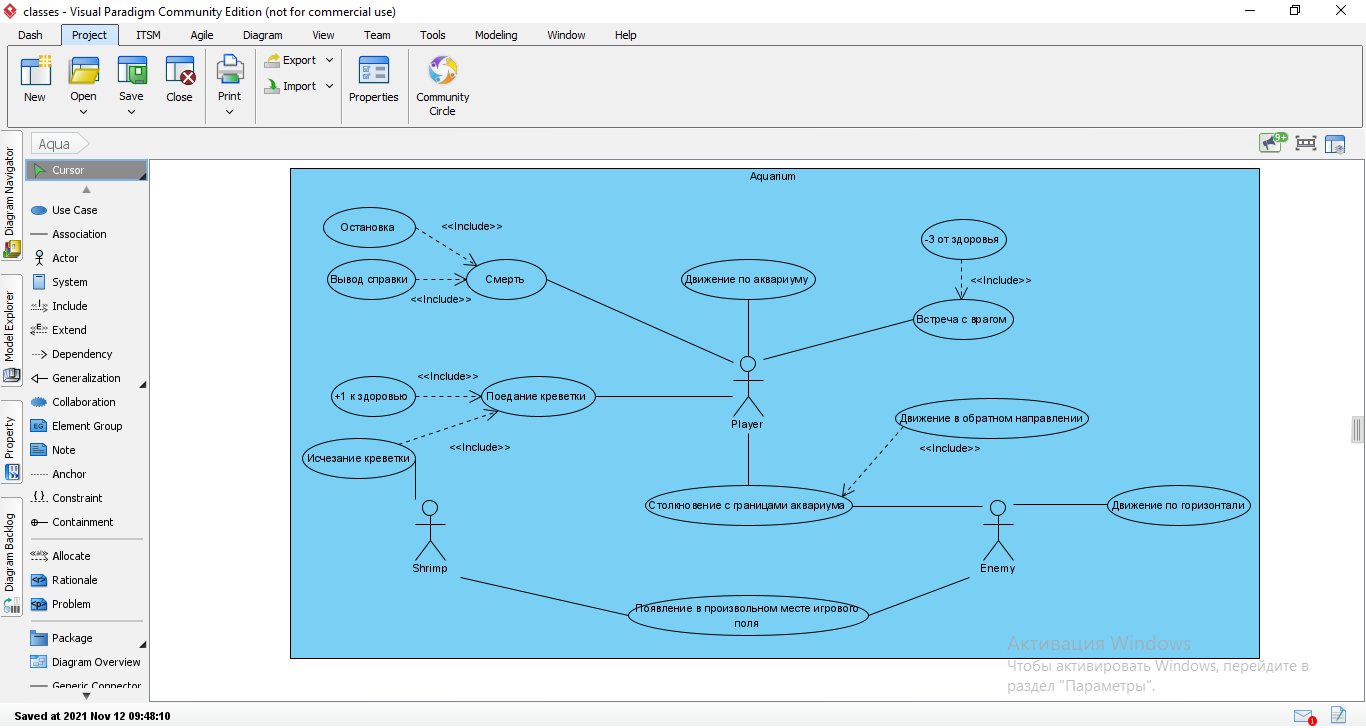 classes - Visual Paradigm Community Edition (not for commercial use)
Dash Project ITSM Agile Diagram View Team Tools Modeling Window Help
New Open Save Close Print Export Import Properties Community Circle
Aqua
9+
Diagram Navigator
Model Explorer
Property
Diagram Backlog
Cursor
Use Case
Association
Actor
System
Include
Extend
Dependency
Generalization
Collaboration
Element Group
Note
Anchor
Constraint
Containment
Allocate
Rationale
Problem
Package
Diagram Overview
Generic Connector
Aquarium
Остановка
<<Include>>
Вывод справки
<<Include>>
Смерть
Движение по аквариуму
-3 от здоровья
<<Include>>
Встреча с врагом
<<Include>>
+1 к здоровью
Поедание креветки
Player
Движение в обратном направлении
<<Include>>
Исчезание креветки
<<Include>>
Столкновение с границами аквариума
Движение по горизонтали
Shrimp
Enemy
Появление в произвольном месте игрового
поля
Активация Windows
Чтобы активировать Windows, перейдите в
раздел "Параметры".
Saved at 2021 Nov 12 09:48:10
1